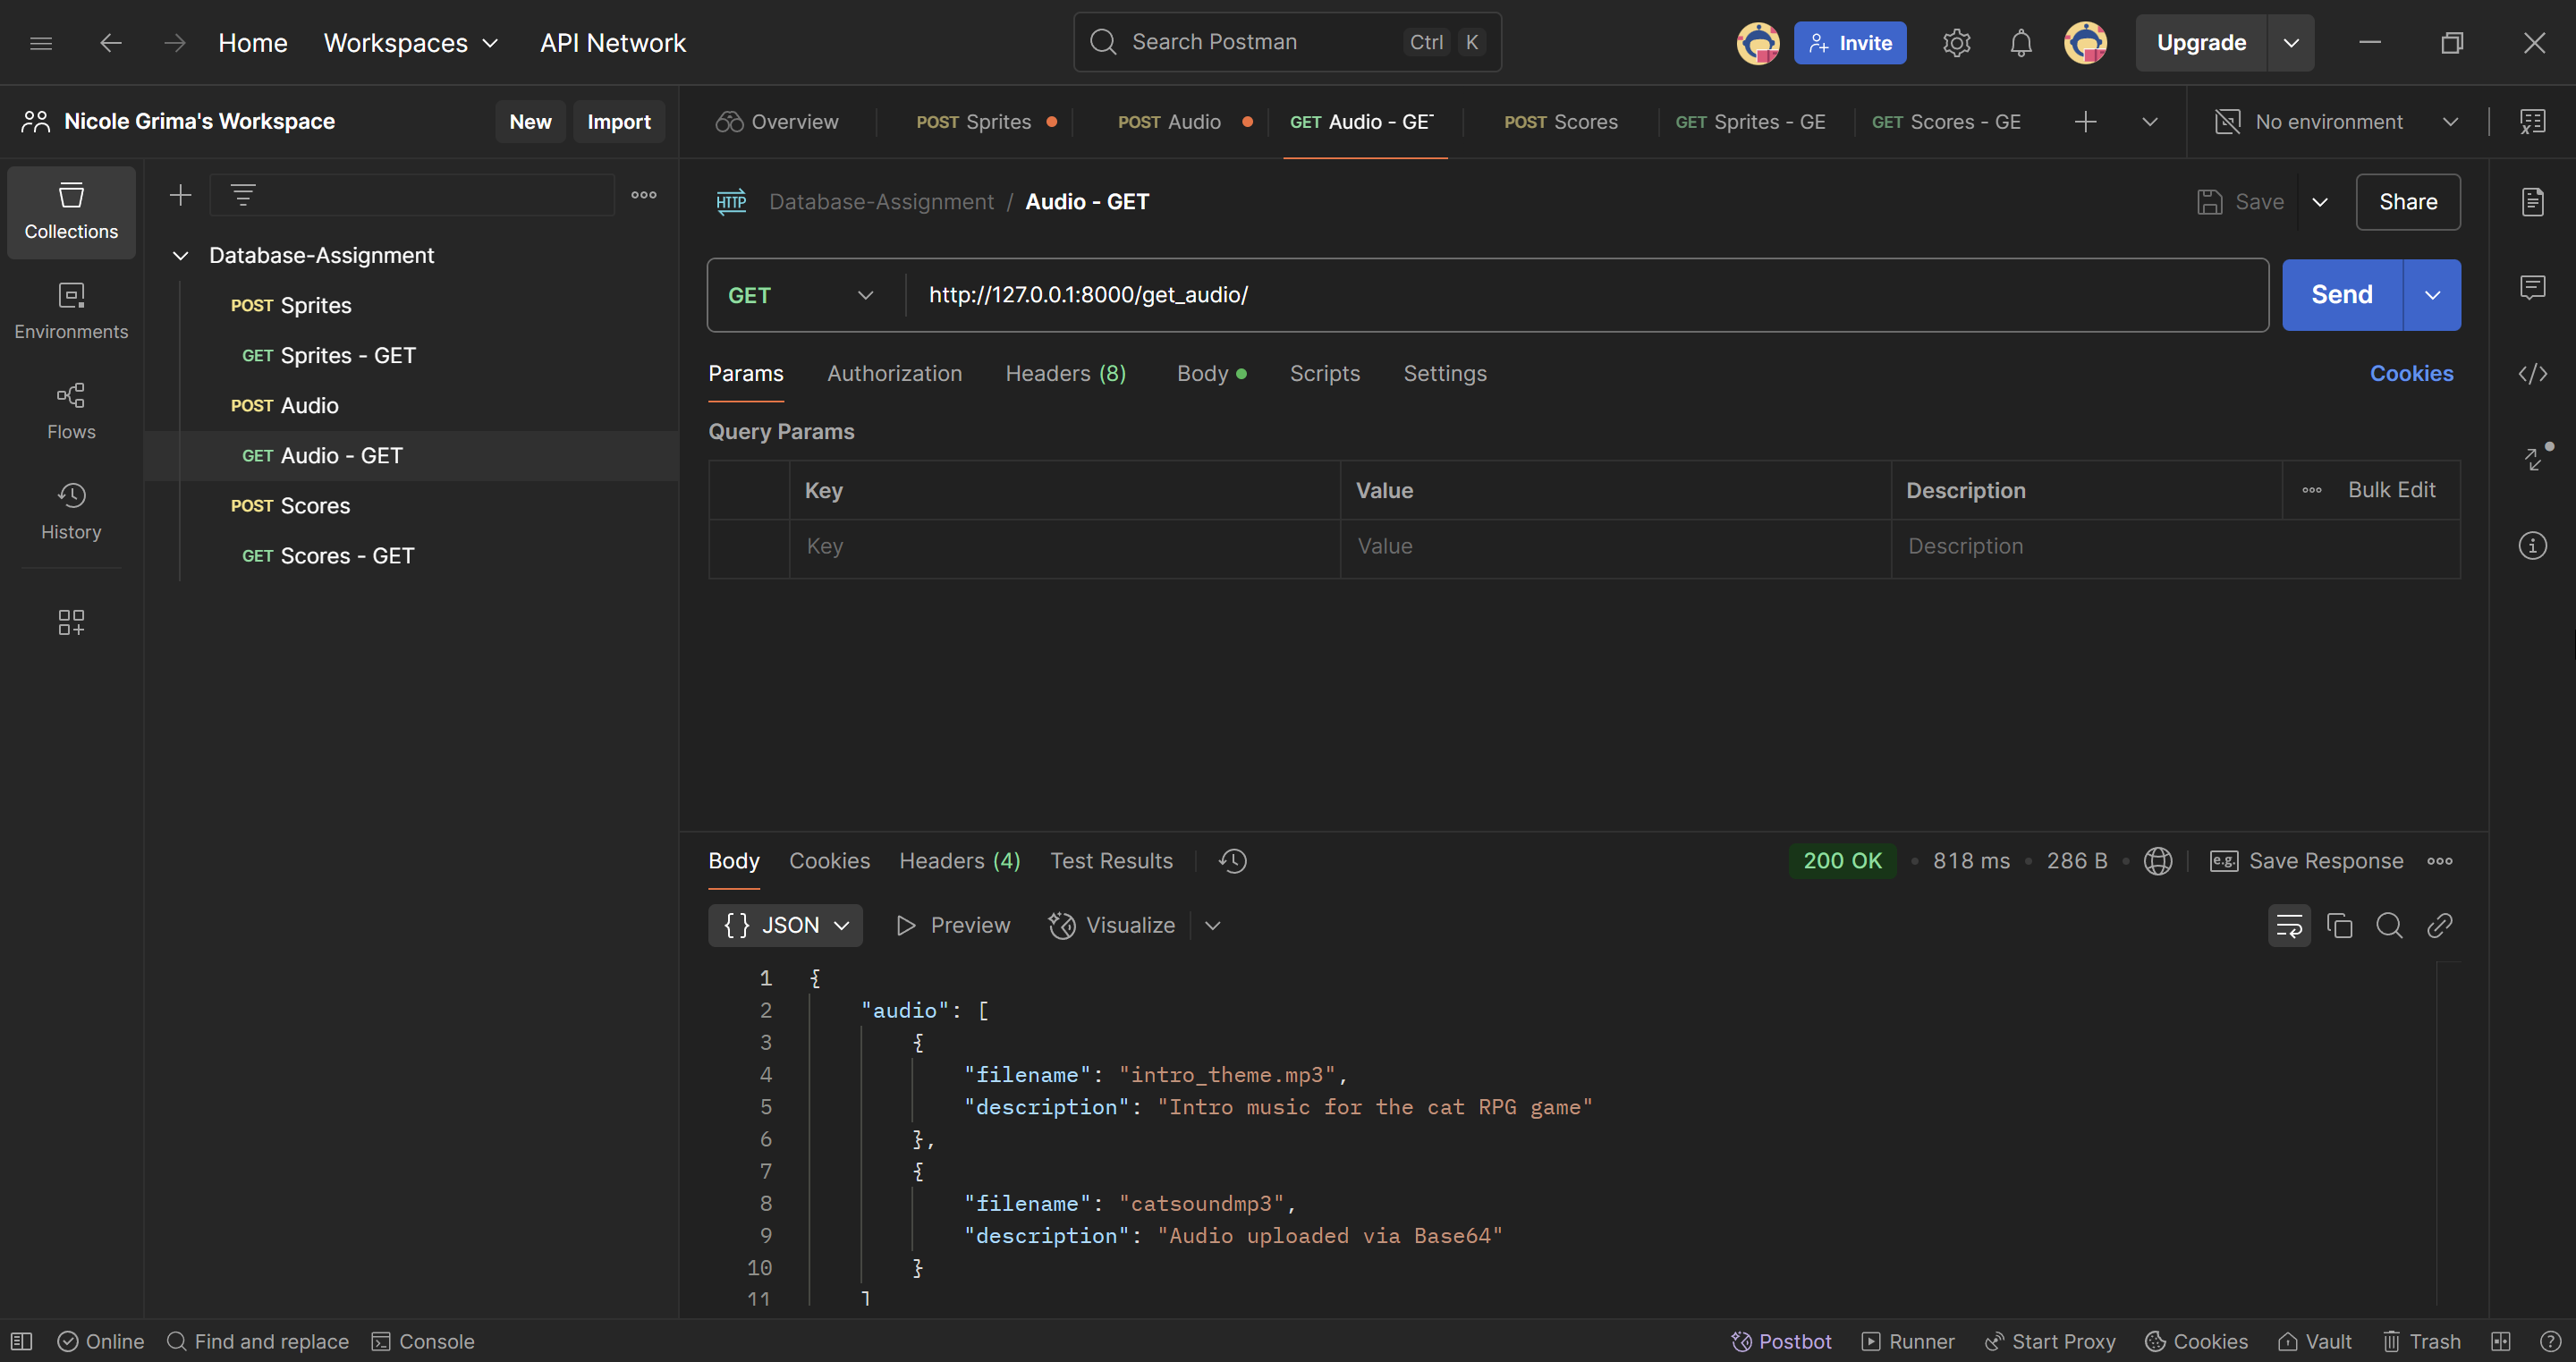 Home Workspaces API Network Search Postman Ctrl K Invite Upgrade
Nicole Grima's Workspace New Import Overview POST Sprites POST Audio GET Audio - GET POST Scores GET Sprites - GE GET Scores - GE No environment
Collections
Environments
Flows
History
Database-Assignment
POST Sprites
GET Sprites - GET
POST Audio
GET Audio - GET
POST Scores
GET Scores - GET
HTTP Database-Assignment / Audio - GET Save Share
GET http://127.0.0.1:8000/get_audio/ Send
Params Authorization Headers (8) Body Scripts Settings Cookies
Query Params
Key Value Description Bulk Edit
Key Value Description
Body Cookies Headers (4) Test Results 200 OK 818 ms 286 B e.g. Save Response
{} JSON Preview Visualize
1 {
2 "audio": [
3 {
4 "filename": "intro_theme.mp3",
5 "description": "Intro music for the cat RPG game"
6 },
7 {
8 "filename": "catsoundmp3",
9 "description": "Audio uploaded via Base64"
10 }
11 ]
Online Find and replace Console Postbot Runner Start Proxy Cookies Vault Trash